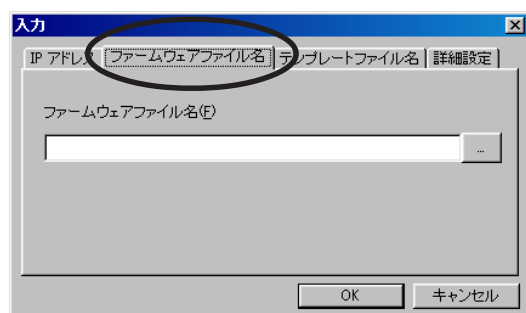 入力
IP アドレス ファームウェアファイル名 テンプレートファイル名 詳細設定
ファームウェアファイル名(F)
...
OK キャンセル